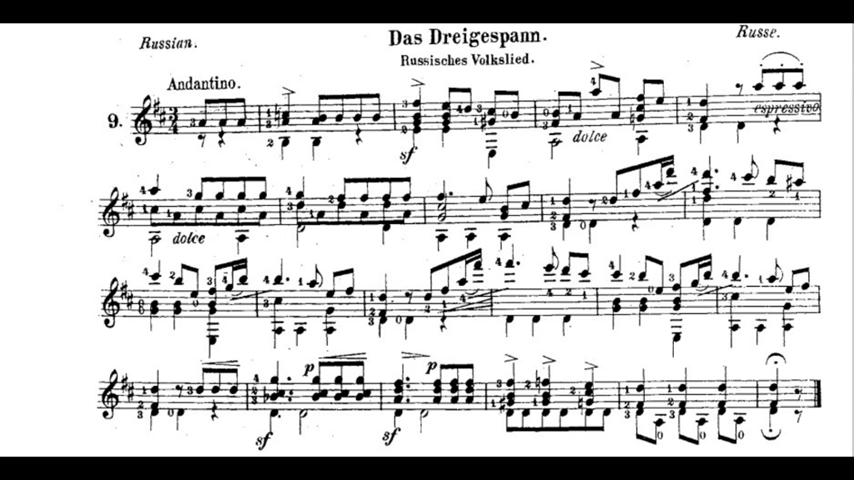 Russian.
Das Dreigespann.
Russe.
Russisches Volkslied.
Andantino.
9.
sf
dolce
espressivo
dolce
p
p
sf
sf